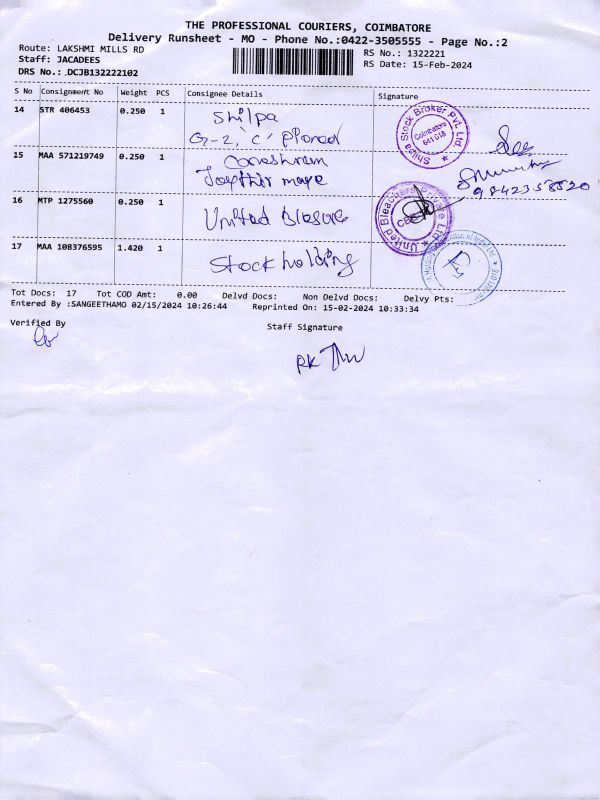 THE PROFESSIONAL COURIERS, COIMBATORE
Delivery Runsheet - MO - Phone No.:0422-3505555 - Page No.:2
Route: LAKSHMI MILLS RD
RS No.: 1322221
Staff: JACADEES
RS Date: 15-Feb-2024
DRS No.: DCJB132222102
S No Consignment No Weight PCS Consignee Details Signature
14 STR 406453 0.250 1 Shilpa
G-2, 'C'
Shilpa Stock Broker Pvt. Ltd
Coimbatore
641 018
15 MAA 571219749 0.250 1
9842358520
16 MTP 1275560 0.250 1 United
United Bleachers Private Ltd
17 MAA 108376595 1.420 1 Stock holding
Tot Docs: 17 Tot COD Amt: 0.00 Delvd Docs: Non Delvd Docs: Delvy Pts:
Entered By :SANGEETHAMO 02/15/2024 10:26:44 Reprinted On: 15-02-2024 10:33:34
Verified By
Staff Signature